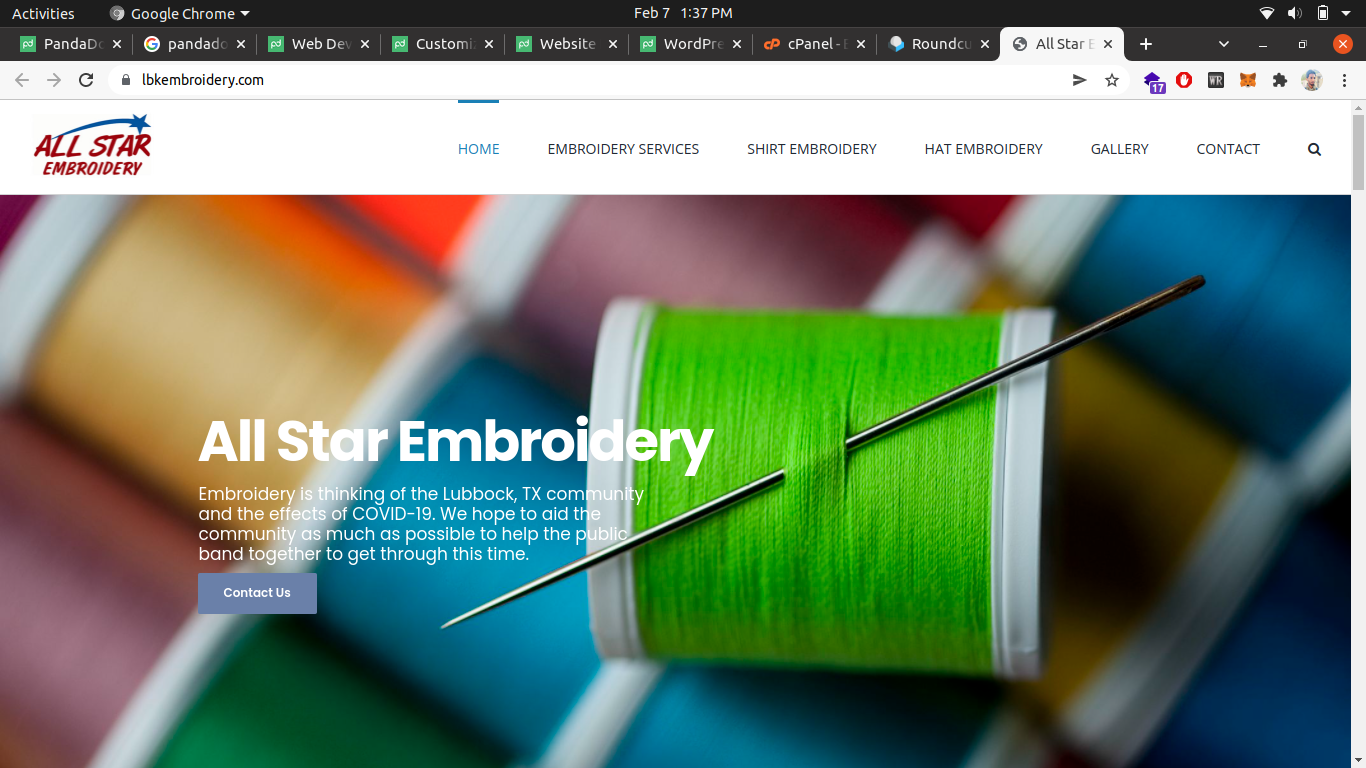 Activities
Google Chrome
Feb 7 1:37 PM
PandaDo
pandado
Web Dev
Customi
Website
WordPre
cPanel -
Roundcu
All Star E
lbkembroidery.com
17
WR
ALL STAR
EMBROIDERY
HOME
EMBROIDERY SERVICES
SHIRT EMBROIDERY
HAT EMBROIDERY
GALLERY
CONTACT
All Star Embroidery
Embroidery is thinking of the Lubbock, TX community
and the effects of COVID-19. We hope to aid the
community as much as possible to help the public
band together to get through this time.
Contact Us